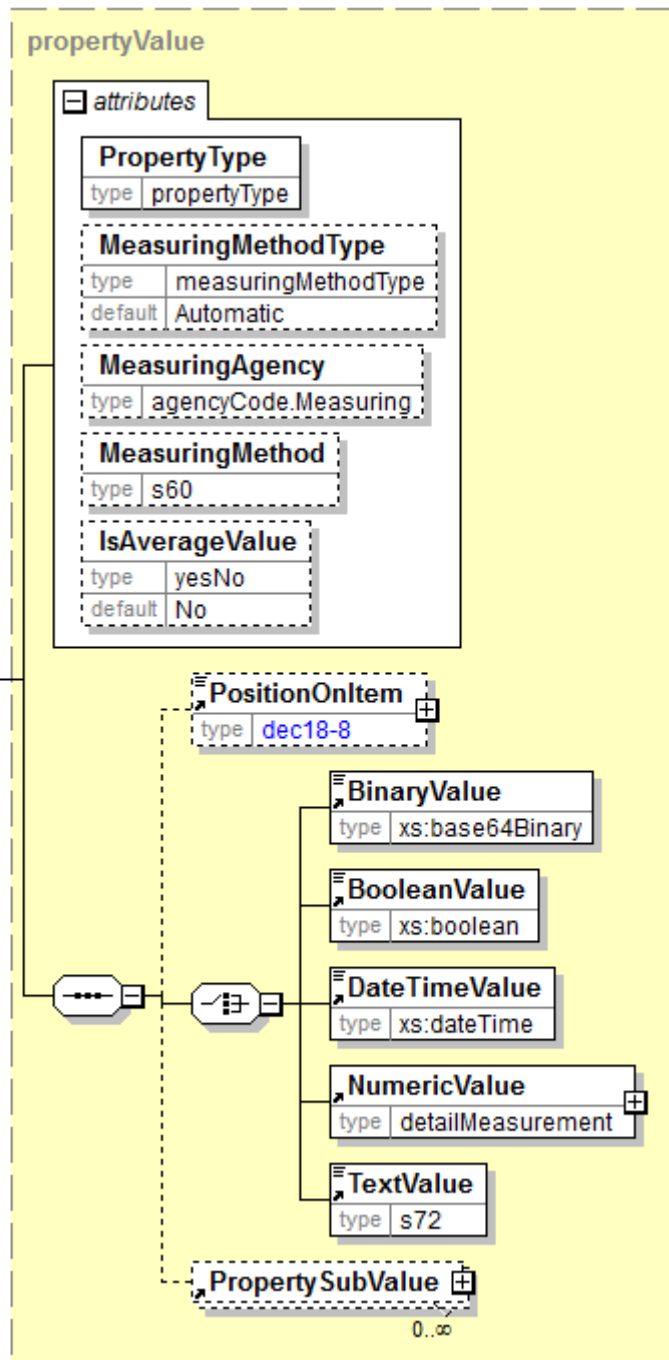 propertyValue
attributes
PropertyType
type propertyType
MeasuringMethodType
type measuringMethodType
default Automatic
MeasuringAgency
type agencyCode.Measuring
MeasuringMethod
type s60
IsAverageValue
type yesNo
default No
PositionOnItem
type dec18-8
BinaryValue
type xs:base64Binary
BooleanValue
type xs:boolean
DateTimeValue
type xs:dateTime
NumericValue
type detailMeasurement
TextValue
type s72
PropertySubValue
0..∞